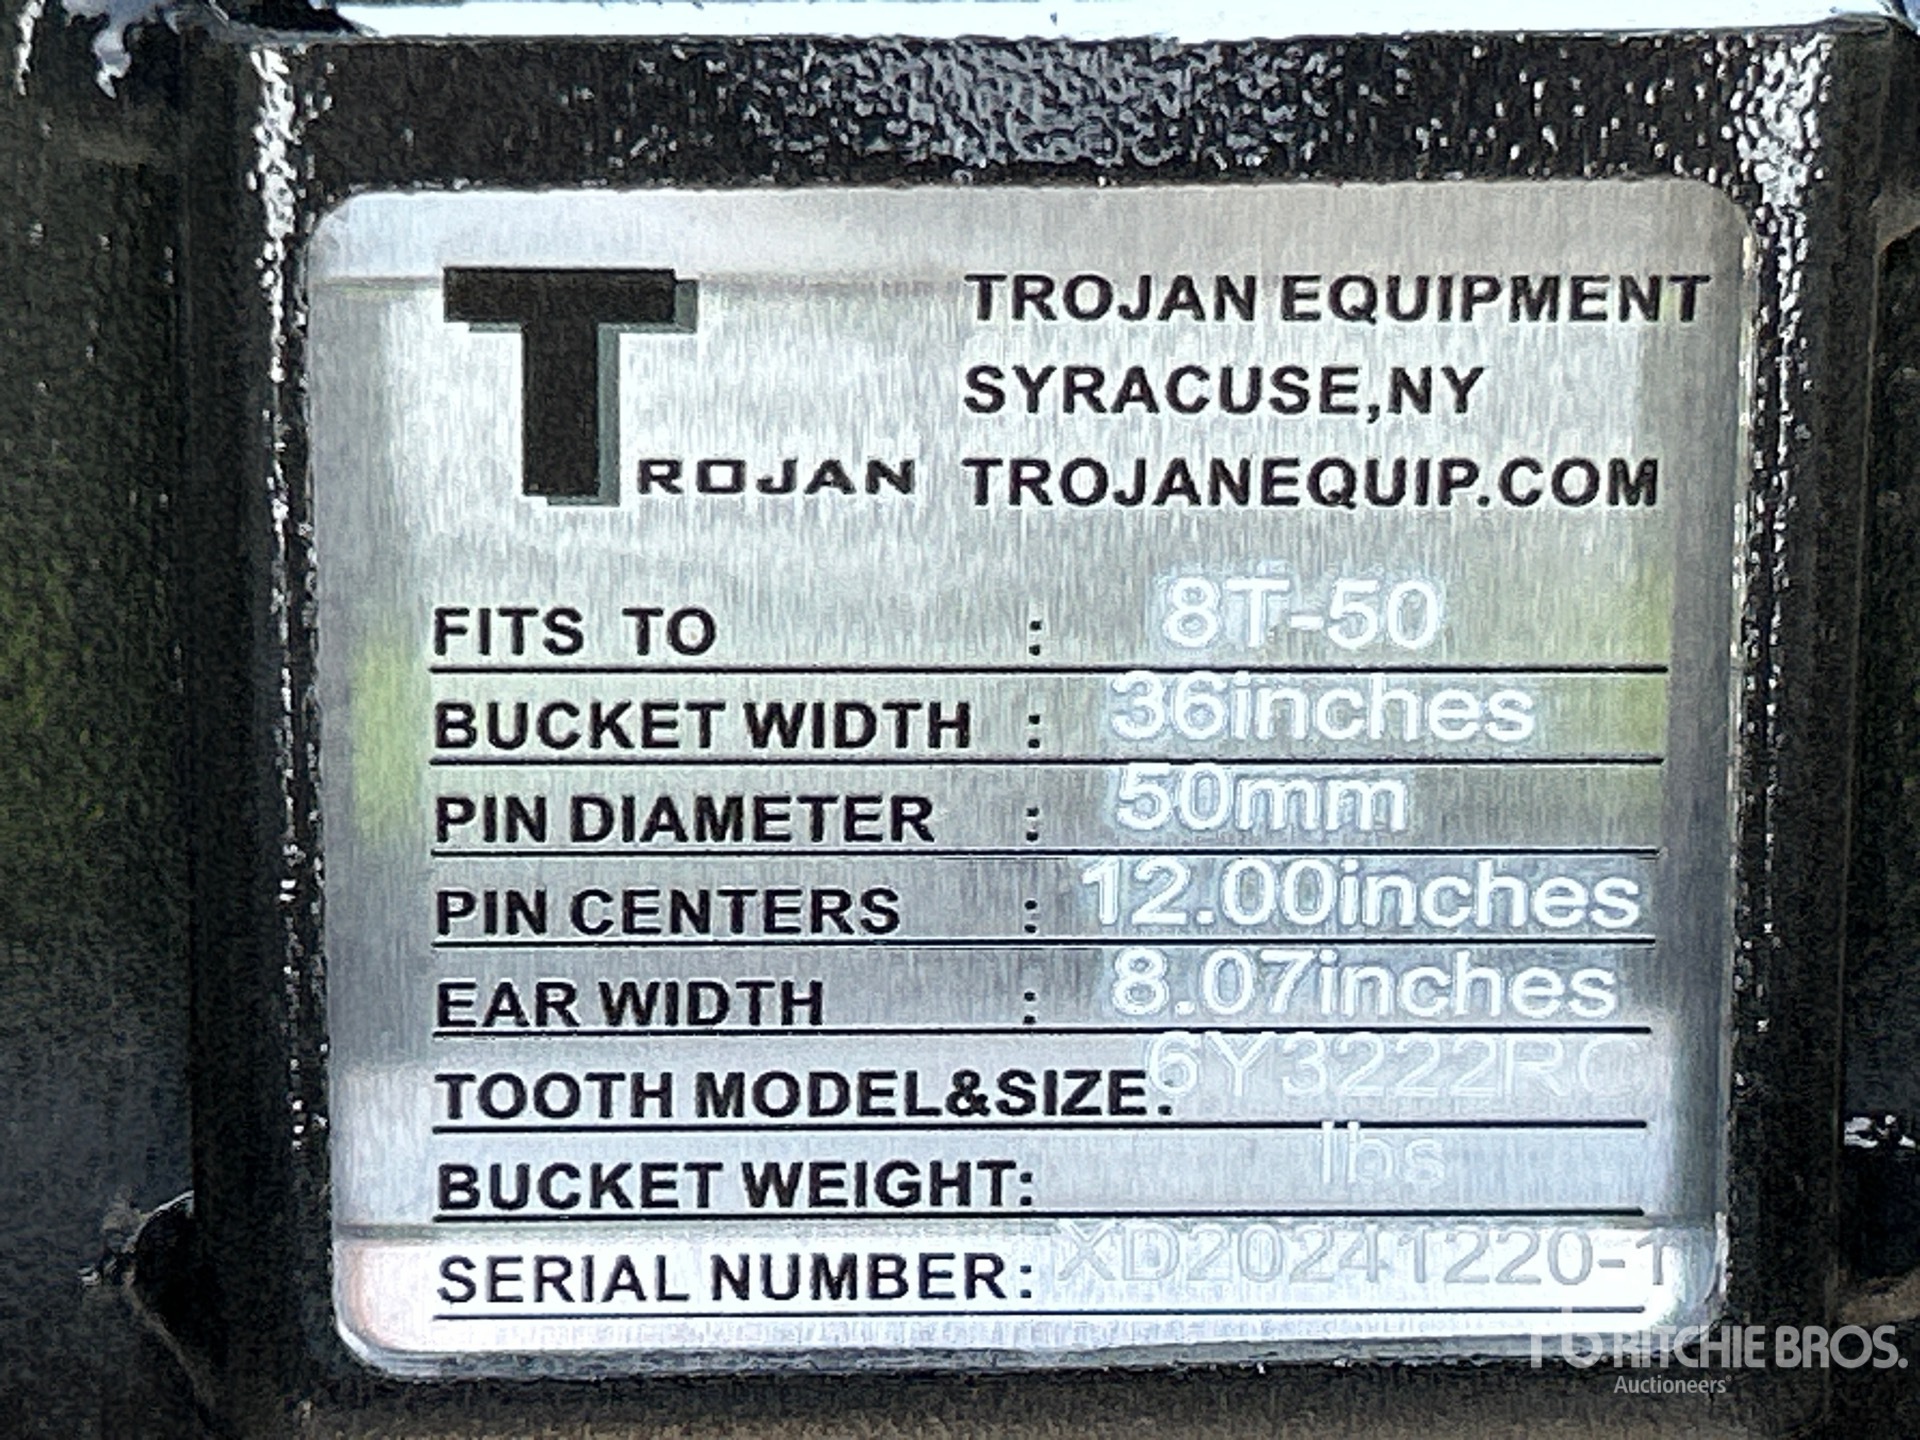 TROJAN
TROJAN EQUIPMENT
SYRACUSE,NY
TROJANEQUIP.COM
FITS TO : 8T-50
BUCKET WIDTH : 36inches
PIN DIAMETER : 50mm
PIN CENTERS : 12.00inches
EAR WIDTH : 8.07inches
TOOTH MODEL&SIZE: 6Y3222RC
BUCKET WEIGHT: lbs
SERIAL NUMBER: XD20241220-1
RITCHIE BROS.
Auctioneers